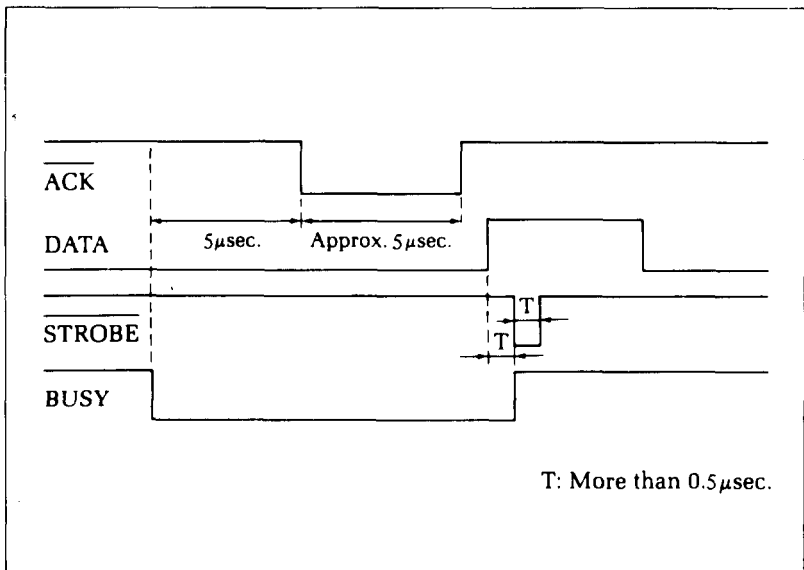 ACK
5μsec.
Approx. 5μsec.
DATA
T
STROBE
T
BUSY
T: More than 0.5μsec.